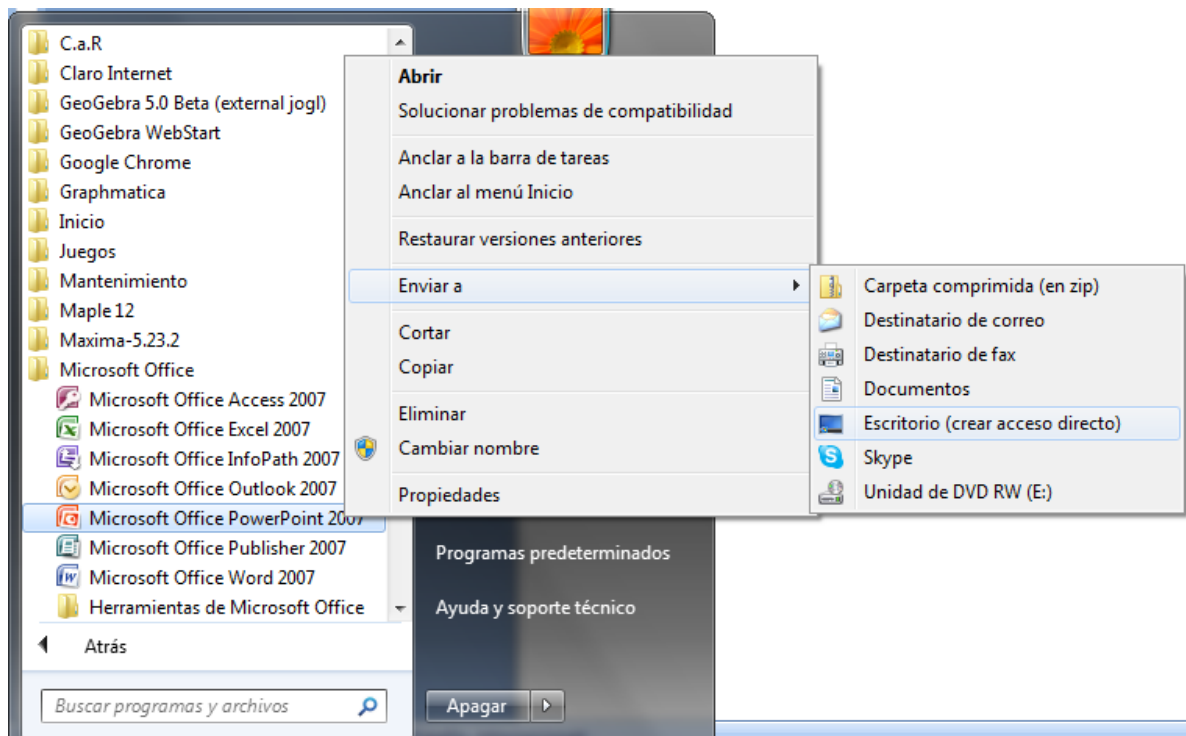 C.a.R
Claro Internet
GeoGebra 5.0 Beta (external jogl)
GeoGebra WebStart
Google Chrome
Graphmatica
Inicio
Juegos
Mantenimiento
Maple 12
Maxima-5.23.2
Microsoft Office
Microsoft Office Access 2007
Microsoft Office Excel 2007
Microsoft Office InfoPath 2007
Microsoft Office Outlook 2007
Microsoft Office PowerPoint 2007
Microsoft Office Publisher 2007
Microsoft Office Word 2007
Herramientas de Microsoft Office
Atrás
Buscar programas y archivos
Abrir
Solucionar problemas de compatibilidad
Anclar a la barra de tareas
Anclar al menú Inicio
Restaurar versiones anteriores
Enviar a
Cortar
Copiar
Eliminar
Cambiar nombre
Propiedades
Carpeta comprimida (en zip)
Destinatario de correo
Destinatario de fax
Documentos
Escritorio (crear acceso directo)
Skype
Unidad de DVD RW (E:)
Programas predeterminados
Ayuda y soporte técnico
Apagar